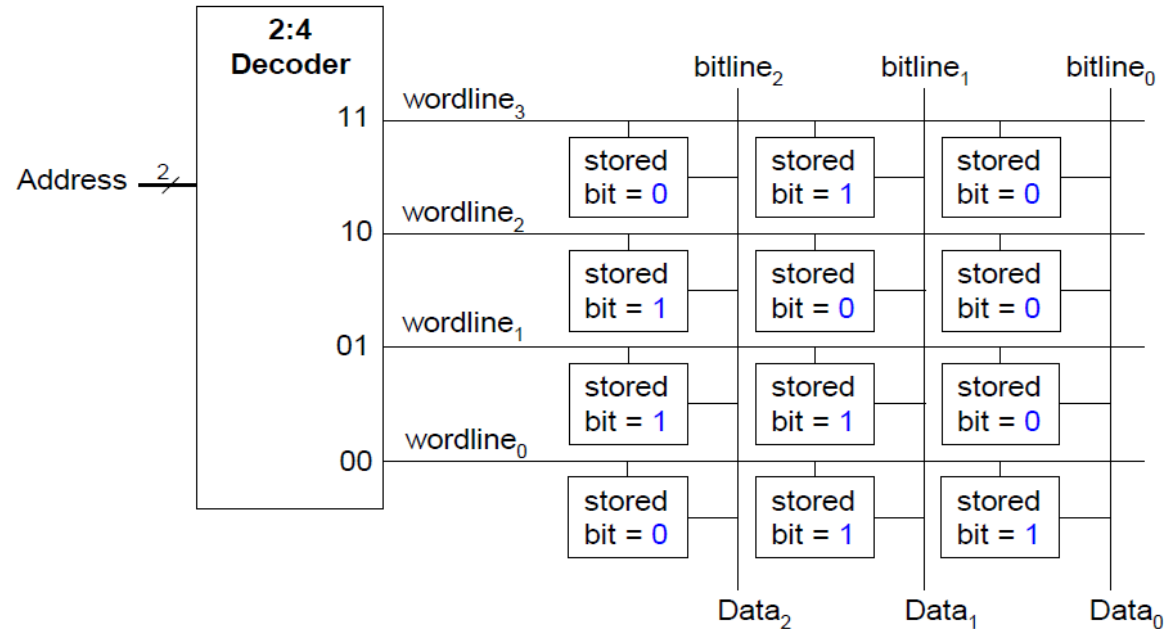 2:4
Decoder
bitline₂ bitline₁ bitline₀
wordline₃
11
stored stored stored
bit = 0 bit = 1 bit = 0
Address 2
wordline₂
10
stored stored stored
bit = 1 bit = 0 bit = 0
wordline₁
01
stored stored stored
bit = 1 bit = 1 bit = 0
wordline₀
00
stored stored stored
bit = 0 bit = 1 bit = 1
Data₂ Data₁ Data₀